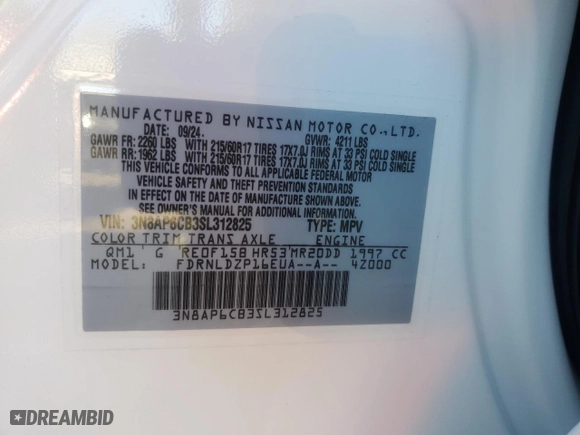 MANUFACTURED BY NISSAN MOTOR CO.,LTD.
DATE: 09/24. GVWR: 4211 LBS
GAWR FR: 2260 LBS WITH 215/60R17 TIRES 17X7.0J RIMS AT 33 PSI COLD SINGLE
GAWR RR: 1962 LBS WITH 215/60R17 TIRES 17X7.0J RIMS AT 33 PSI COLD SINGLE
THIS VEHICLE CONFORMS TO ALL APPLICABLE FEDERAL MOTOR
VEHICLE SAFETY AND THEFT PREVENTION STANDARDS
IN EFFECT ON THE DATE OF MANUFACTURE SHOWN ABOVE.
SEE OWNER'S MANUAL FOR ADDITIONAL INFORMATION.
VIN: 3N8AP6CB3SL312825 TYPE: MPV
COLOR TRIM TRANS AXLE ENGINE
QM1 G RE0F15B HR53 MR20DD 1997 CC
MODEL: FDRNLDZP16EUA--A-- 42000
3N8AP6CB3SL312825
DREAMBID